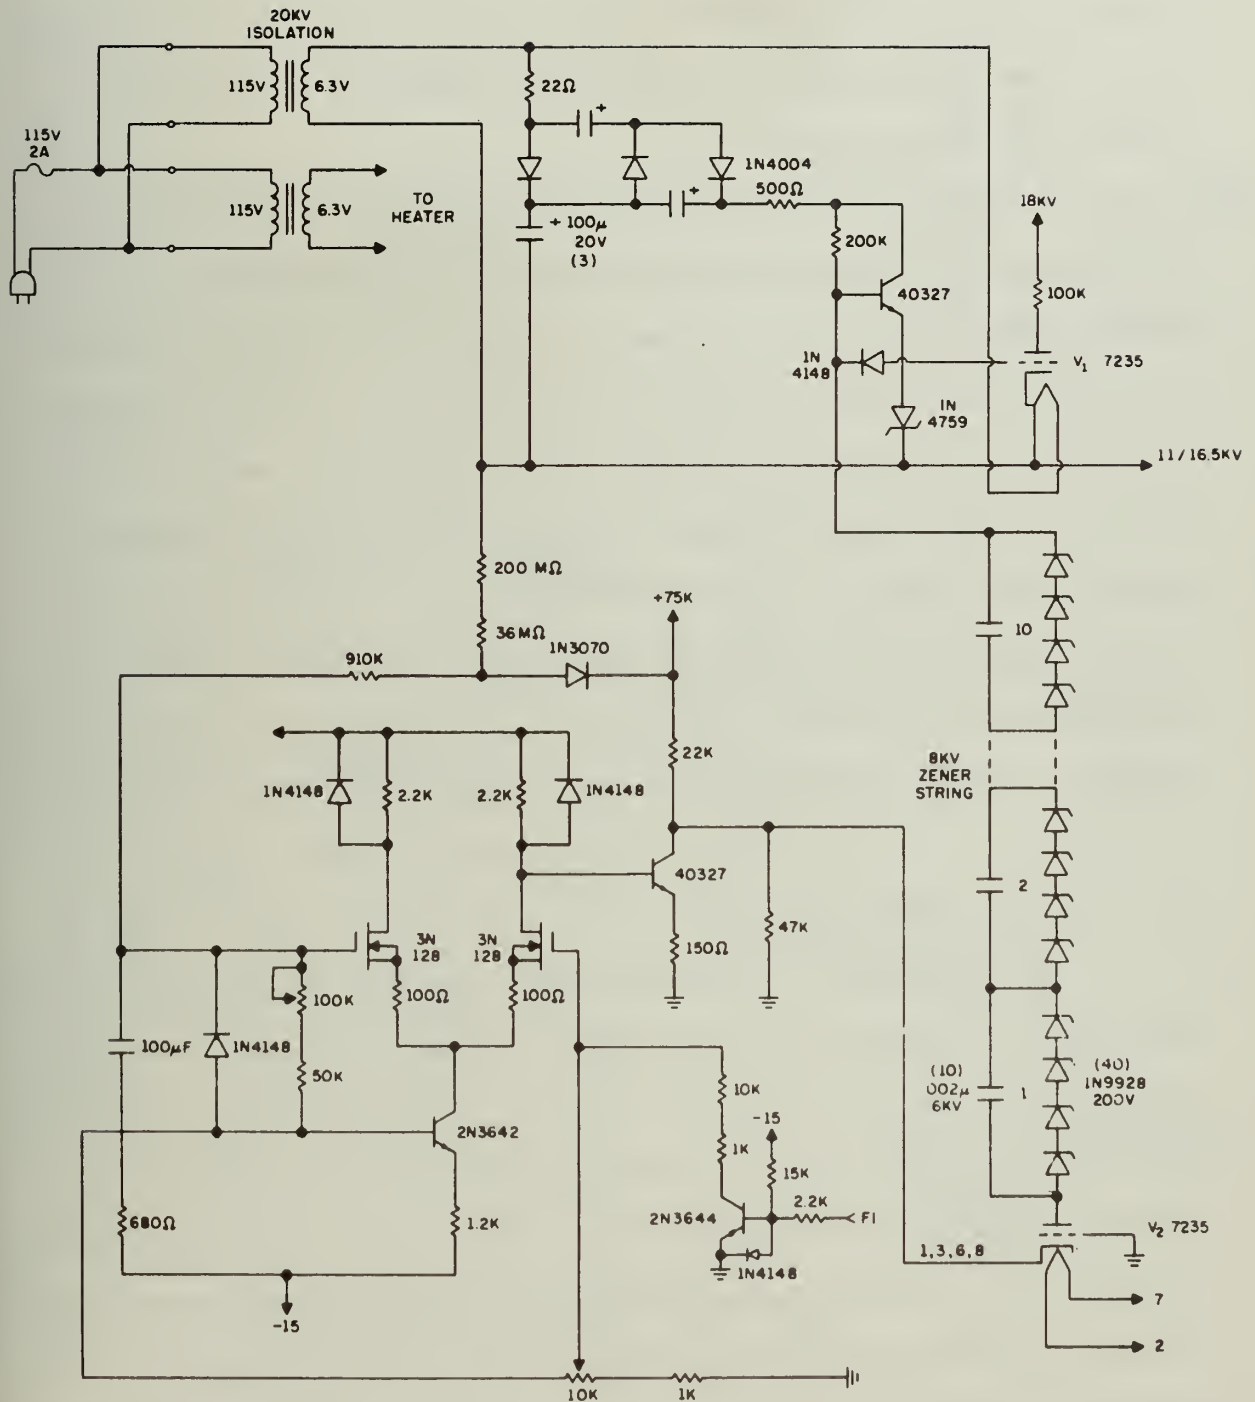 20KV
ISOLATION
115V
6.3V
115V
2A
115V
6.3V
TO
HEATER
22Ω
+
+
1N4004
500Ω
+ 100μ
20V
(3)
200K
40327
18KV
100K
1N
4148
V₁ 7235
1N
4759
11/16.5KV
200 MΩ
36MΩ
910K
1N3070
+75K
10
22K
8KV
ZENER
STRING
1N4148
2.2K
2.2K
1N4148
40327
2
3N
128
3N
128
47K
150Ω
100K
100Ω
100Ω
100μF
1N4148
50K
10K
(10)
002μ
6KV
1
(40)
1N9928
200V
-15
2N3642
1K
15K
680Ω
1.2K
2N3644
2.2K
F1
V₂ 7235
1,3,6,8
1N4148
7
-15
2
10K
1K